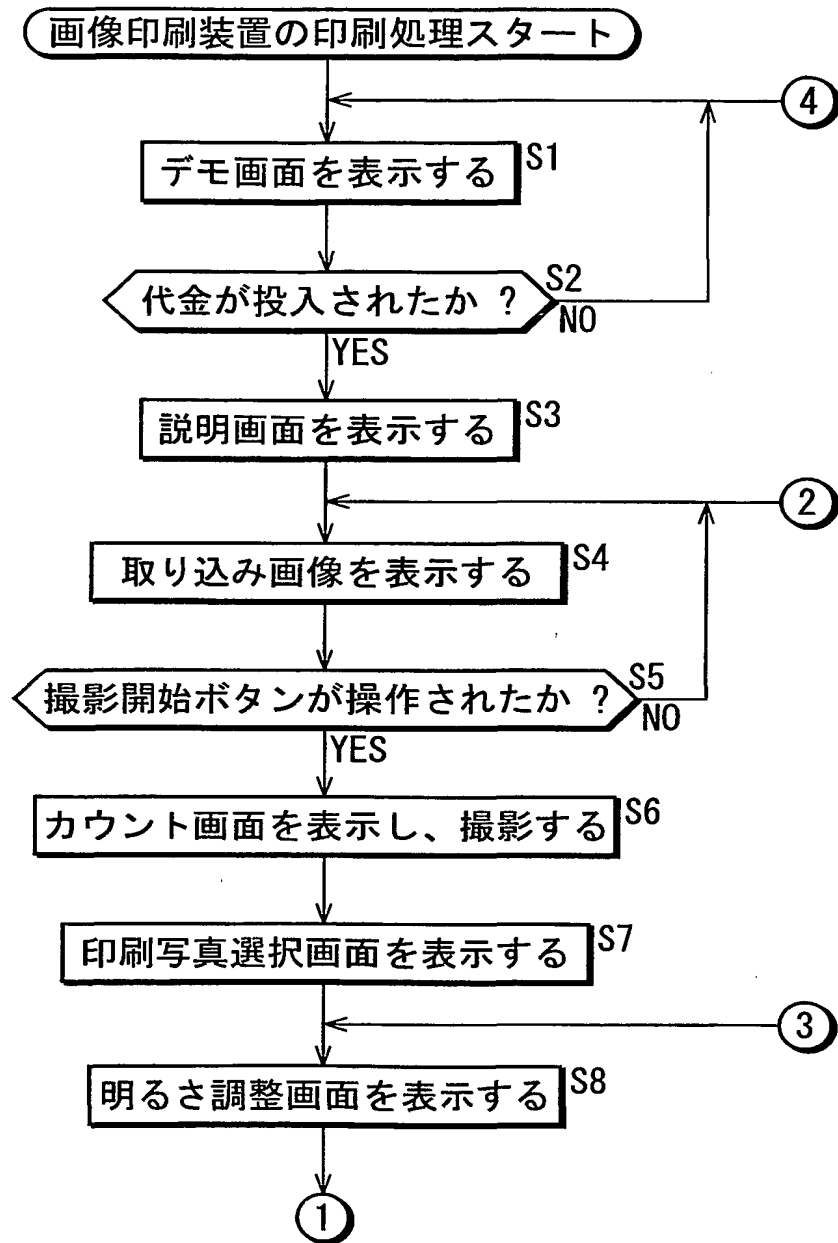 画像印刷装置の印刷処理スタート
4
デモ画面を表示する
S1
代金が投入されたか ?
S2
NO
YES
説明画面を表示する
S3
2
取り込み画像を表示する
S4
撮影開始ボタンが操作されたか ?
S5
NO
YES
カウント画面を表示し、撮影する
S6
印刷写真選択画面を表示する
S7
3
明るさ調整画面を表示する
S8
1